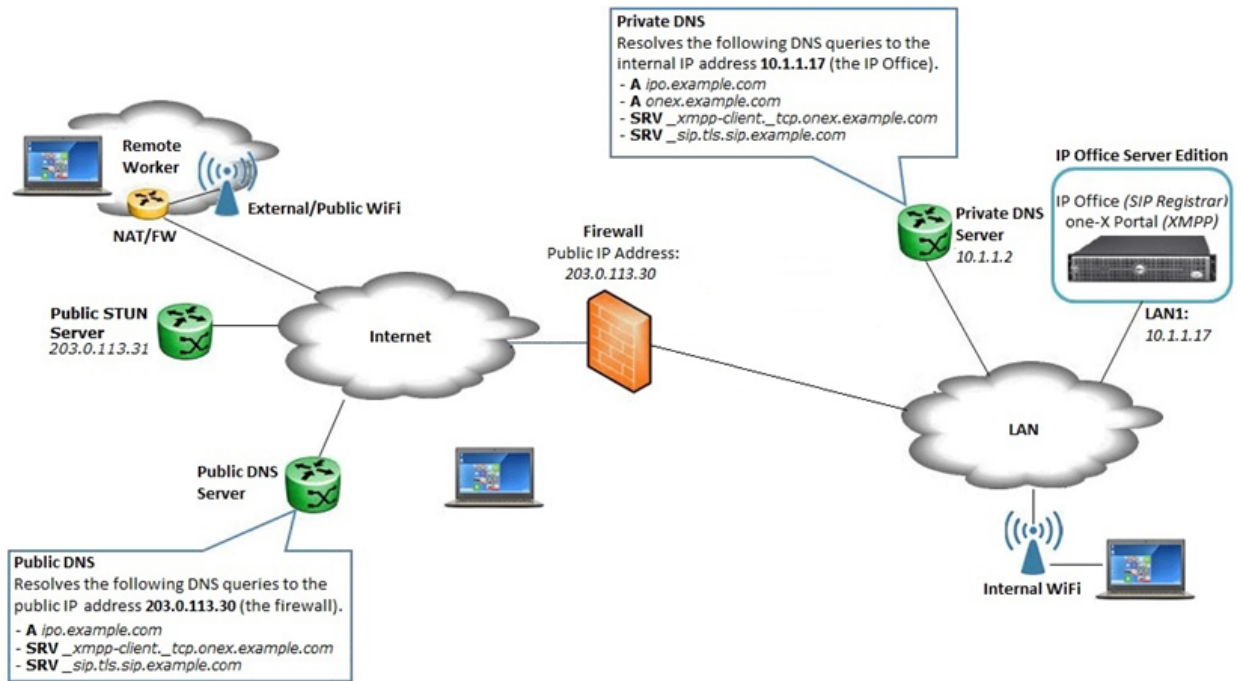 Private DNS
Resolves the following DNS queries to the
internal IP address 10.1.1.17 (the IP Office).
- A ipo.example.com
- A onex.example.com
- SRV _xmpp-client._tcp.onex.example.com
- SRV _sip.tls.sip.example.com
Remote
Worker
External/Public WiFi
NAT/FW
IP Office Server Edition
IP Office (SIP Registrar)
one-X Portal (XMPP)
Private DNS
Server
10.1.1.2
Firewall
Public IP Address:
203.0.113.30
LAN1:
10.1.1.17
Public STUN
Server
203.0.113.31
Internet
LAN
Public DNS
Server
Internal WiFi
Public DNS
Resolves the following DNS queries to the
public IP address 203.0.113.30 (the firewall).
- A ipo.example.com
- SRV _xmpp-client._tcp.onex.example.com
- SRV _sip.tls.sip.example.com